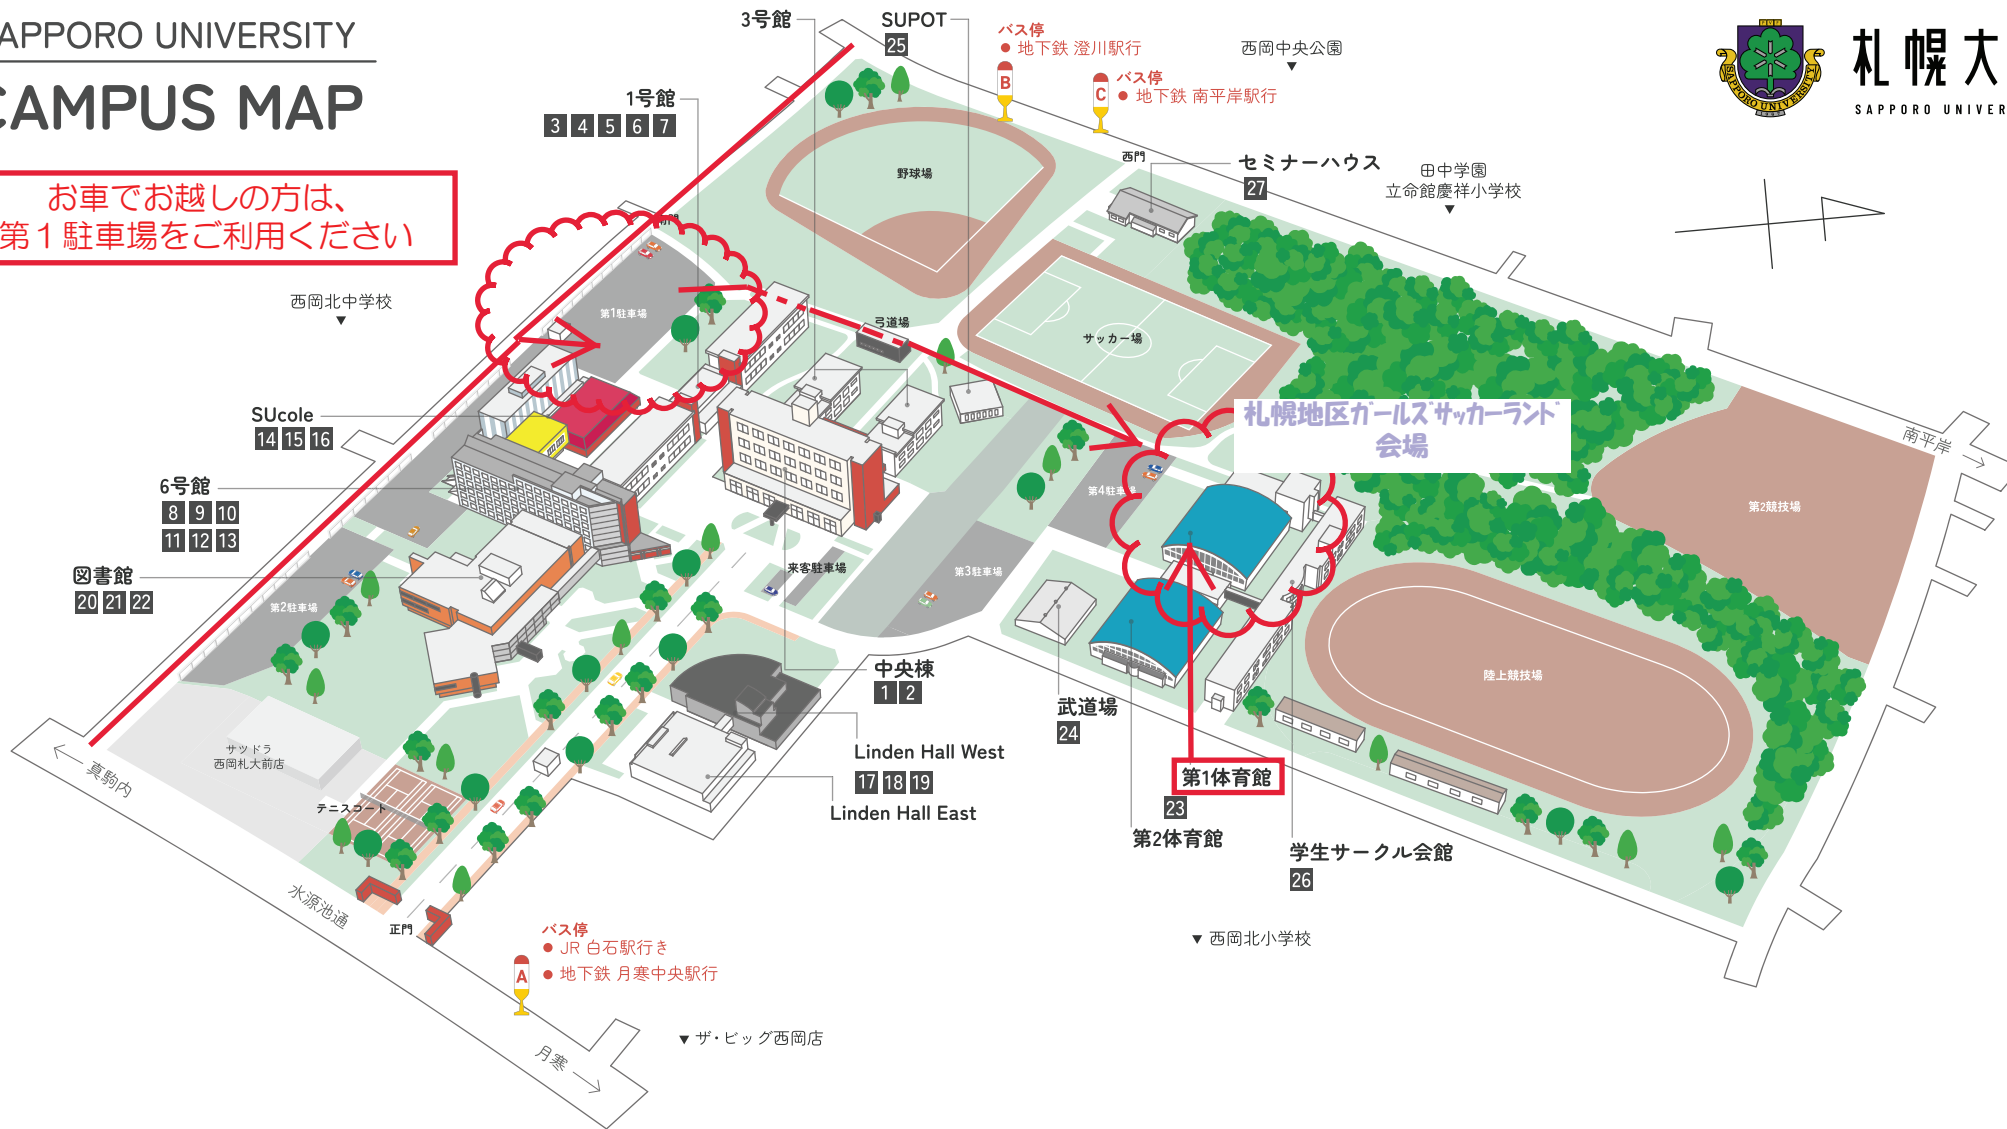 APPORO UNIVERSITY
CAMPUS MAP
お車でお越しの方は、
第1駐車場をご利用ください
3号館
SUPOT
25
バス停
● 地下鉄 澄川駅行
B
バス停
● 地下鉄 南平岸駅行
C
西岡中央公園
▼
札幌大
SAPPORO UNIVER
SAPPORO UNIVERSITY
1号館
3 4 5 6 7
野球場
西門
セミナーハウス
27
田中学園
立命館慶祥小学校
▼
西岡北中学校
▼
第1駐車場
弓道場
サッカー場
SUcole
14 15 16
札幌地区ガールズサッカーランド
会場
南平岸 →
6号館
8 9 10
11 12 13
第4駐車
第2競技場
図書館
20 21 22
第2駐車場
来客駐車場
第3駐車場
中央棟
1 2
武道場
24
陸上競技場
サツドラ
西岡札大前店
← 真駒内
Linden Hall West
17 18 19
Linden Hall East
第1体育館
23
第2体育館
テニスコート
学生サークル会館
26
水源池通
正門
バス停
● JR 白石駅行き
● 地下鉄 月寒中央駅行
A
▼ 西岡北小学校
▼ ザ・ビッグ西岡店
月寒 →